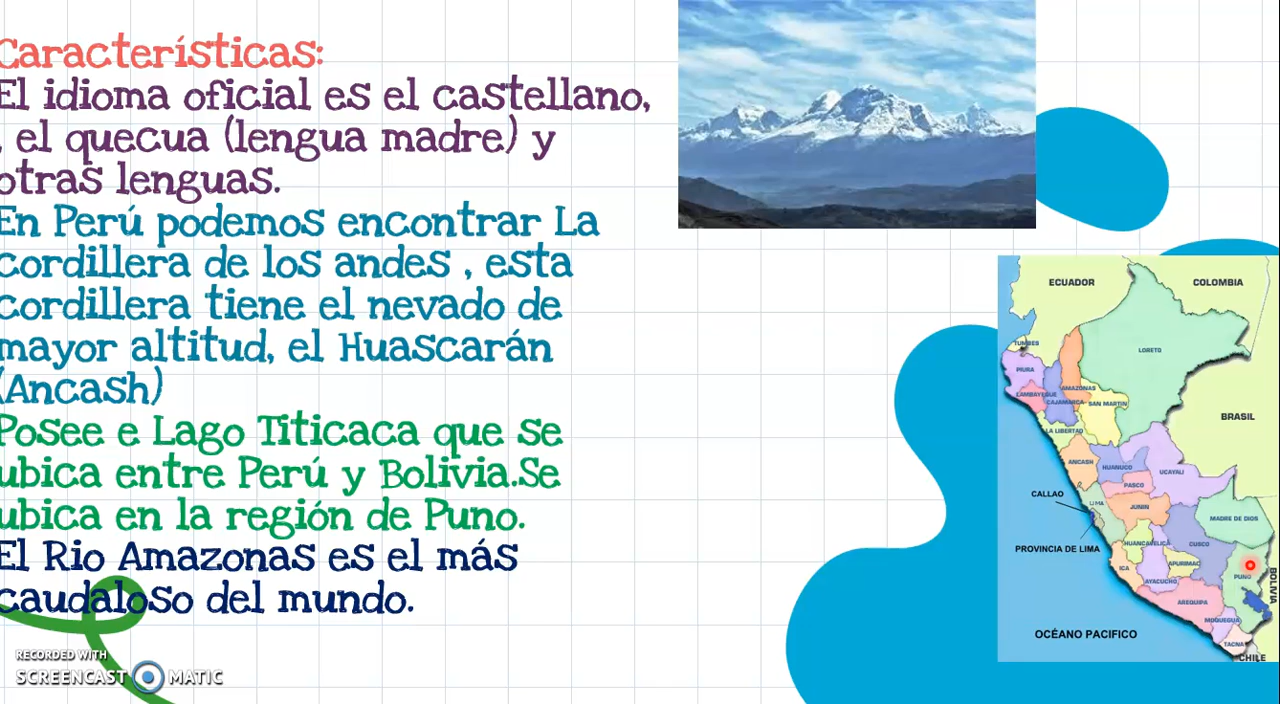 Características:
El idioma oficial es el castellano,
, el quecua (lengua madre) y
otras lenguas.
En Perú podemos encontrar La
cordillera de los andes , esta
cordillera tiene el nevado de
mayor altitud, el Huascarán
(Ancash)
Posee e Lago Titicaca que se
ubica entre Perú y Bolivia.Se
ubica en la región de Puno.
El Rio Amazonas es el más
caudaloso del mundo.
RECORDED WITH
SCREENCAST MATIC
ECUADOR
COLOMBIA
TUMBES
LORETO
PIURA
AMAZONAS
LAMBAYEQUE
CAJAMARCA
SAN MARTIN
BRASIL
LA LIBERTAD
ANCASH
HUANUCO
UCAYALI
PASCO
CALLAO
LIMA
JUNIN
MADRE DE DIOS
PROVINCIA DE LIMA
HUANCAVELICA
CUSCO
ICA
APURIMAC
PUNO
BOLIVIA
AYACUCHO
AREQUIPA
MOQUEGUA
OCÉANO PACIFICO
TACNA
CHILE